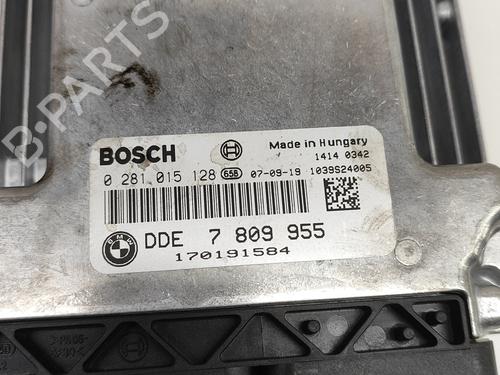 B-PARTS
BOSCH
Made in Hungary
1414 0342
0 281 015 128 658 07-09-19 1039S24005
BMW
DDE 7 809 955
170191584